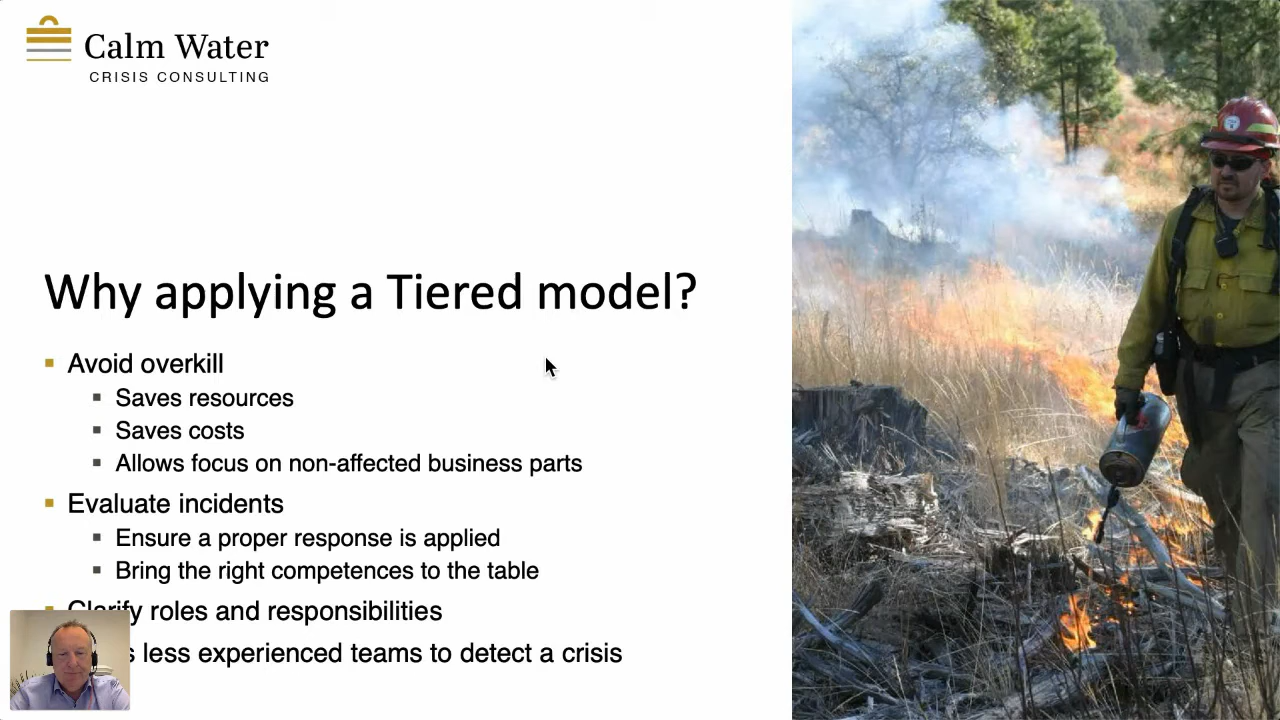 Calm Water
CRISIS CONSULTING
Why applying a Tiered model?
Avoid overkill
Saves resources
Saves costs
Allows focus on non-affected business parts
Evaluate incidents
Ensure a proper response is applied
Bring the right competences to the table
Clarify roles and responsibilities
less experienced teams to detect a crisis